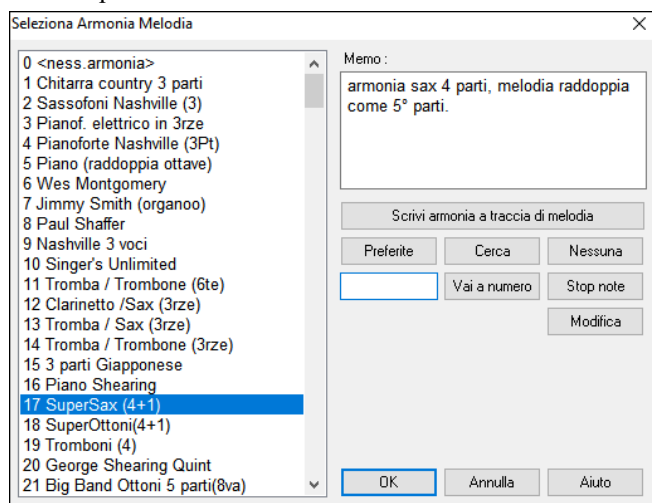 Seleziona Armonia Melodia
0 <ness.armonia>
1 Chitarra country 3 parti
2 Sassofoni Nashville (3)
3 Pianof. elettrico in 3rze
4 Pianoforte Nashville (3Pt)
5 Piano (raddoppia ottave)
6 Wes Montgomery
7 Jimmy Smith (organoo)
8 Paul Shaffer
9 Nashville 3 voci
10 Singer's Unlimited
11 Tromba / Trombone (6te)
12 Clarinetto /Sax (3rze)
13 Tromba / Sax (3rze)
14 Tromba / Trombone (3rze)
15 3 parti Giapponese
16 Piano Shearing
17 SuperSax (4+1)
18 SuperOttoni(4+1)
19 Tromboni (4)
20 George Shearing Quint
21 Big Band Ottoni 5 parti(8va)
Memo :
armonia sax 4 parti, melodia raddoppia
come 5° parti.
Scrivi armonia a traccia di melodia
Preferite Cerca Nessuna
Vai a numero Stop note
Modifica
OK Annulla Aiuto